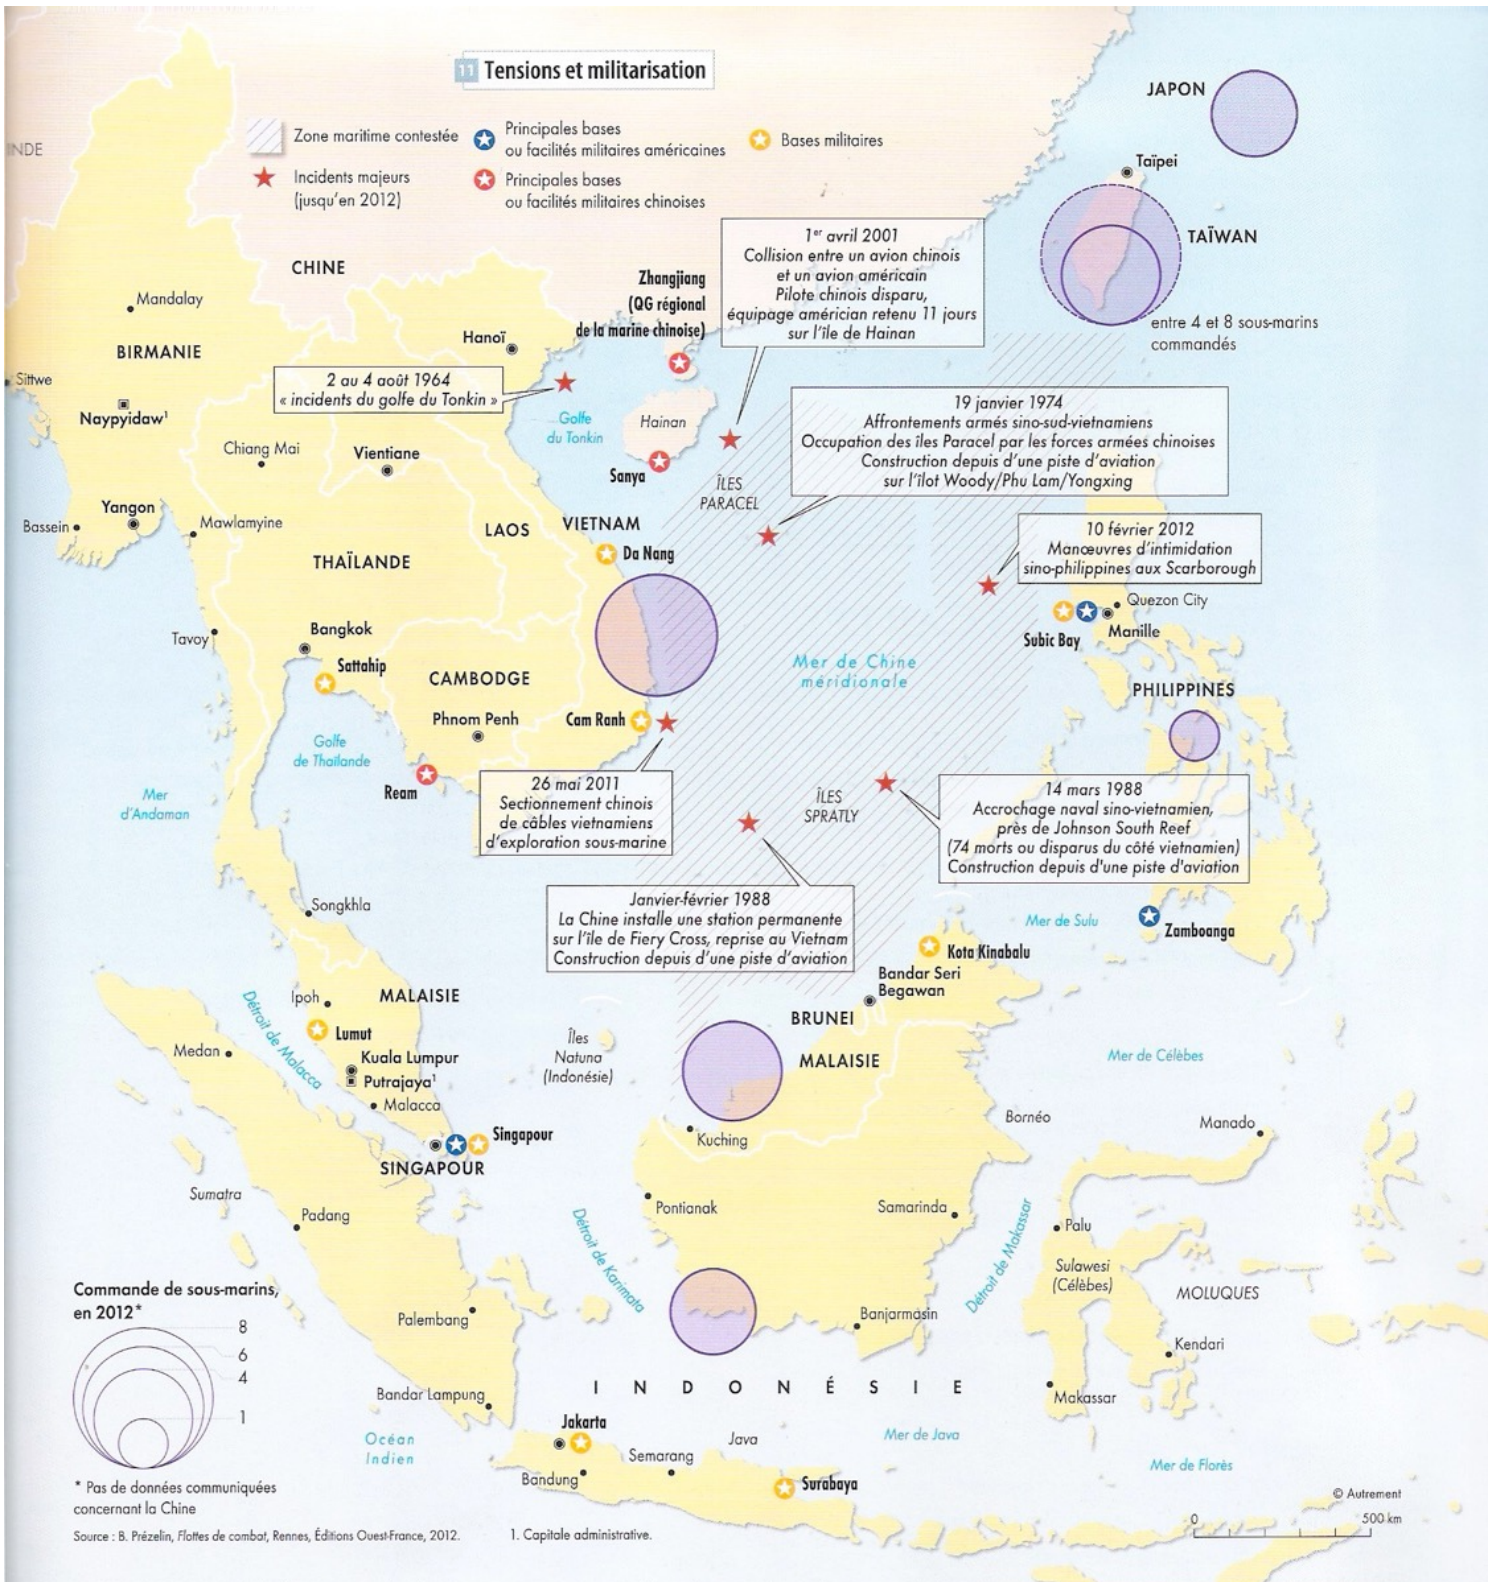 11 Tensions et militarisation
Zone maritime contestée
Incidents majeurs
(jusqu'en 2012)
Principales bases
ou facilités militaires américaines
Principales bases
ou facilités militaires chinoises
Bases militaires
INDE
CHINE
JAPON
Taïpei
TAÏWAN
entre 4 et 8 sous-marins
commandés
1er avril 2001
Collision entre un avion chinois
et un avion américain
Pilote chinois disparu,
équipage américian retenu 11 jours
sur l'île de Hainan
Zhangjiang
(QG régional
de la marine chinoise)
Mandalay
BIRMANIE
Hanoï
Sittwe
2 au 4 août 1964
« incidents du golfe du Tonkin »
Naypyidaw1
Golfe
du Tonkin
Hainan
19 janvier 1974
Affrontements armés sino-sud-vietnamiens
Occupation des îles Paracel par les forces armées chinoises
Construction depuis d'une piste d'aviation
sur l'îlot Woody/Phu Lam/Yongxing
Chiang Mai
Vientiane
Sanya
ÎLES
PARACEL
Yangon
Bassein
Mawlamyine
LAOS
VIETNAM
THAÏLANDE
Da Nang
10 février 2012
Manœuvres d'intimidation
sino-philippines aux Scarborough
Quezon City
Subic Bay
Manille
Tavoy
Bangkok
Sattahip
CAMBODGE
Mer de Chine
méridionale
PHILIPPINES
Phnom Penh
Cam Ranh
Golfe
de Thaïlande
Ream
Mer
d'Andaman
26 mai 2011
Sectionnement chinois
de câbles vietnamiens
d'exploration sous-marine
ÎLES
SPRATLY
14 mars 1988
Accrochage naval sino-vietnamien,
près de Johnson South Reef
(74 morts ou disparus du côté vietnamien)
Construction depuis d'une piste d'aviation
Janvier-février 1988
La Chine installe une station permanente
sur l'île de Fiery Cross, reprise au Vietnam
Construction depuis d'une piste d'aviation
Songkhla
Mer de Sulu
Zamboanga
Kota Kinabalu
Bandar Seri
Begawan
Ipoh
MALAISIE
BRUNEI
Détroit de Malacca
Lumut
Îles
Natuna
(Indonésie)
MALAISIE
Medan
Kuala Lumpur
Putrajaya1
Malacca
Mer de Célèbes
Bornéo
Manado
Singapour
SINGAPOUR
Kuching
Sumatra
Padang
Pontianak
Samarinda
Détroit de Karimata
Détroit de Makassar
Palu
Sulawesi
(Célèbes)
MOLUQUES
Commande de sous-marins,
en 2012*
8
6
4
1
* Pas de données communiquées
concernant la Chine
Palembang
Banjarmasin
Kendari
Bandar Lampung
INDONÉSIE
Makassar
Jakarta
Océan
Indien
Java
Mer de Java
Semarang
Bandung
Surabaya
Mer de Florès
© Autrement
0 500 km
Source : B. Prézelin, Flottes de combat, Rennes, Éditions Ouest-France, 2012.
1. Capitale administrative.